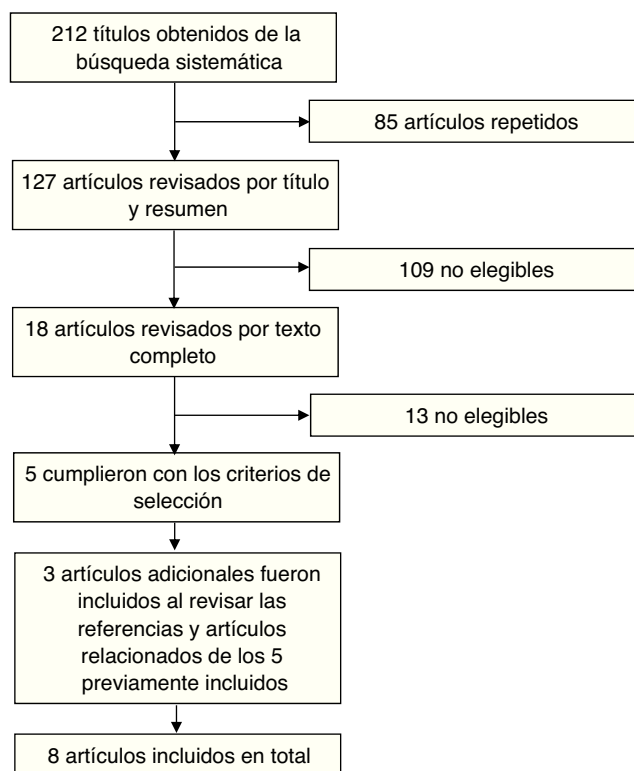 212 títulos obtenidos de la
búsqueda sistemática
85 artículos repetidos
127 artículos revisados por título
y resumen
109 no elegibles
18 artículos revisados por texto
completo
13 no elegibles
5 cumplieron con los criterios de
selección
3 artículos adicionales fueron
incluidos al revisar las
referencias y artículos
relacionados de los 5
previamente incluidos
8 artículos incluidos en total